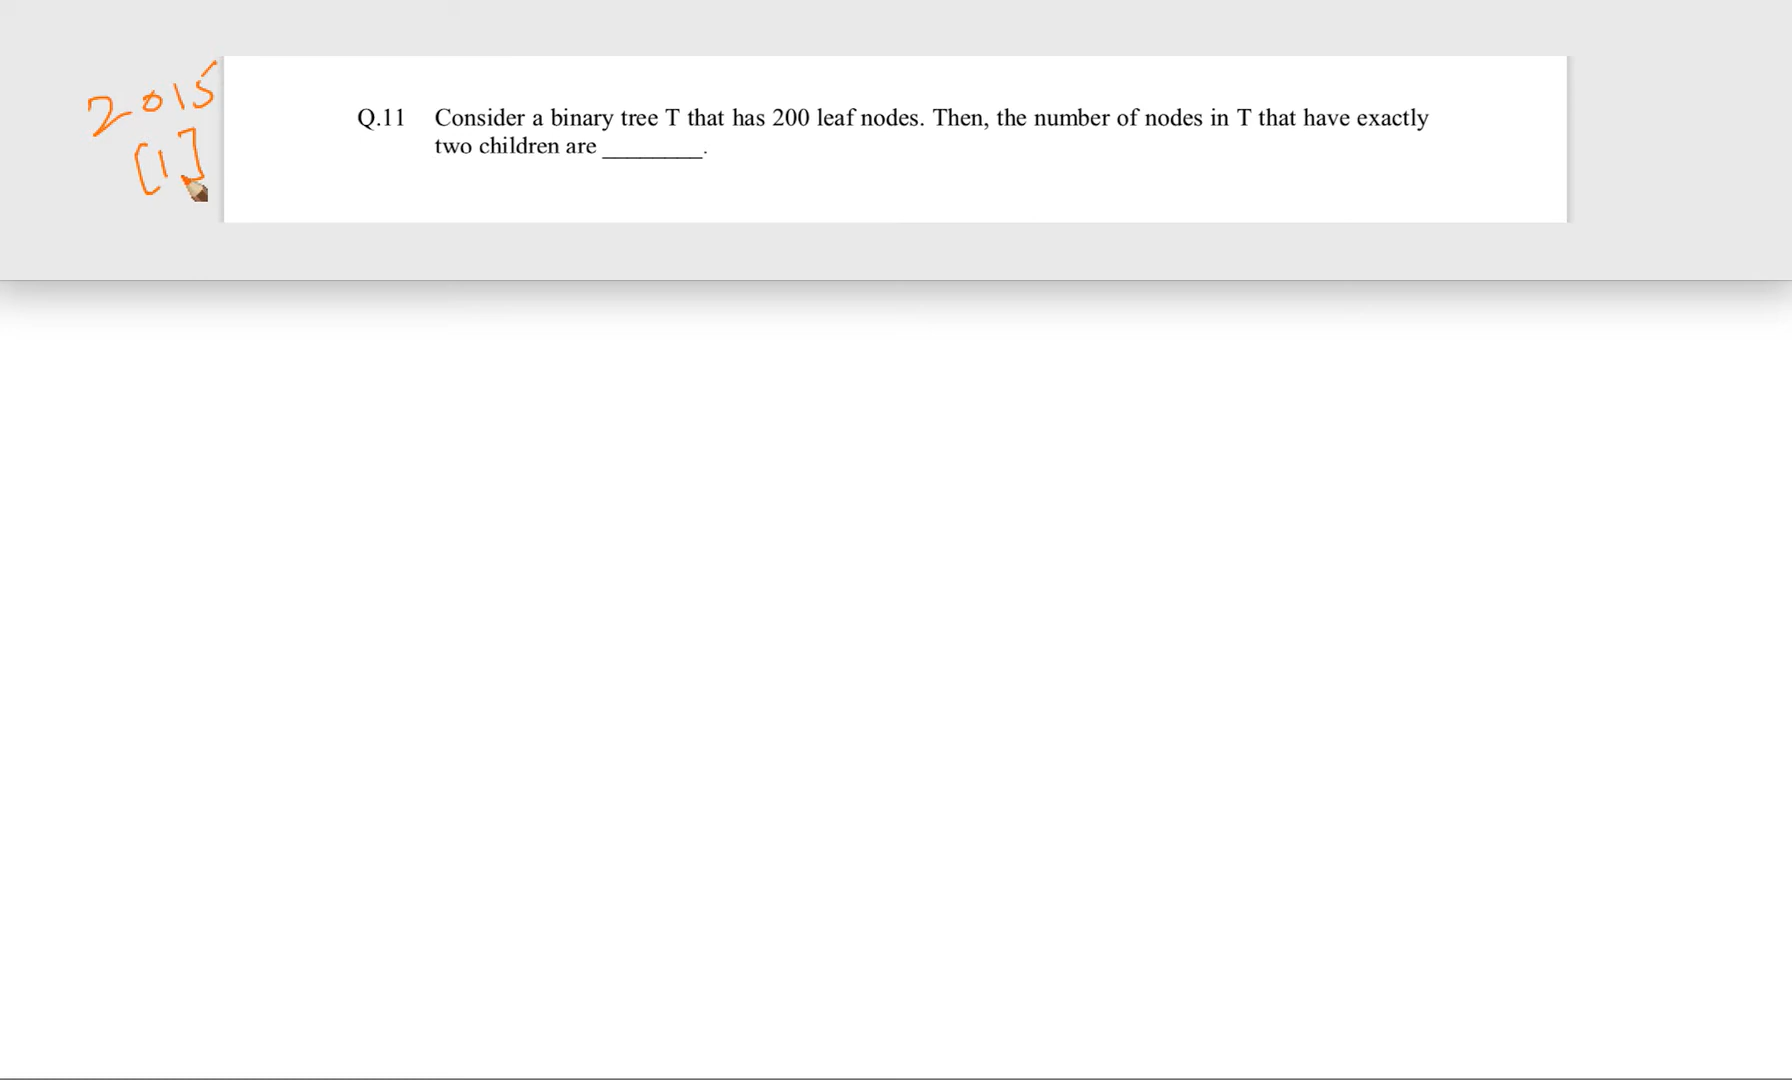 2015
[1]
Q.11 Consider a binary tree T that has 200 leaf nodes. Then, the number of nodes in T that have exactly
two children are ________.